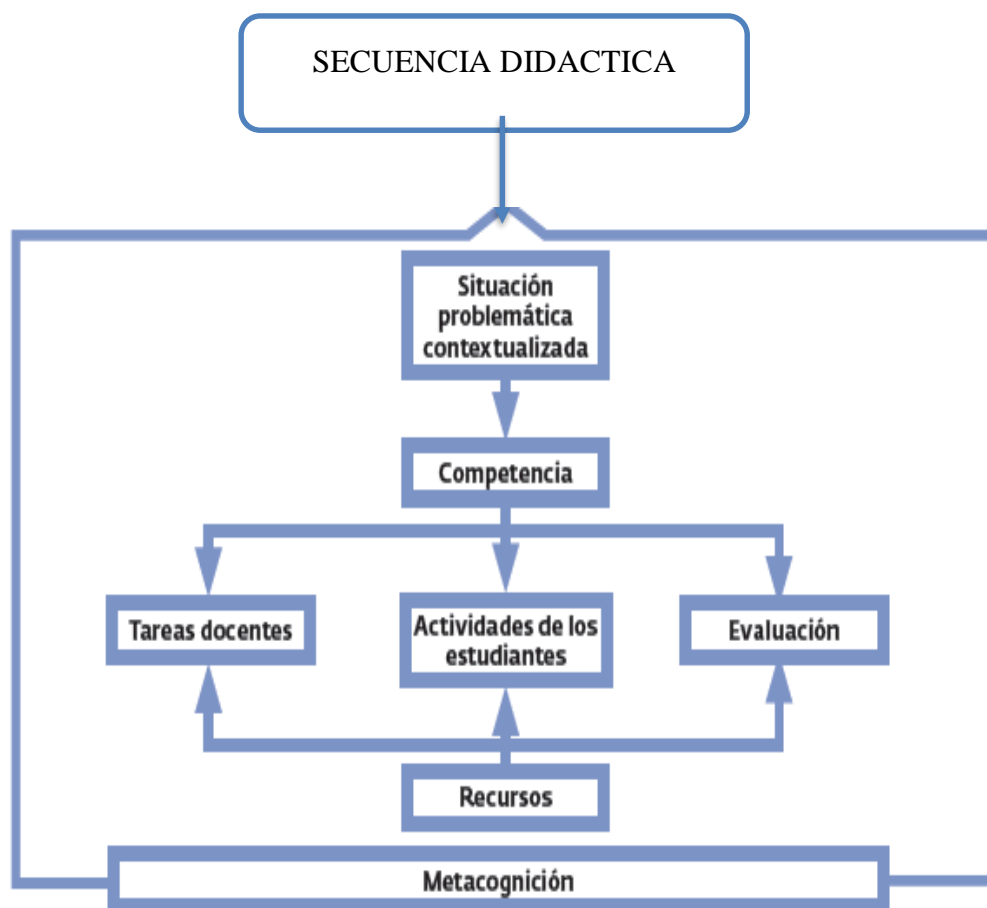 SECUENCIA DIDACTICA
Situación
problemática
contextualizada
Competencia
Tareas docentes
Actividades de los
estudiantes
Evaluación
Recursos
Metacognición